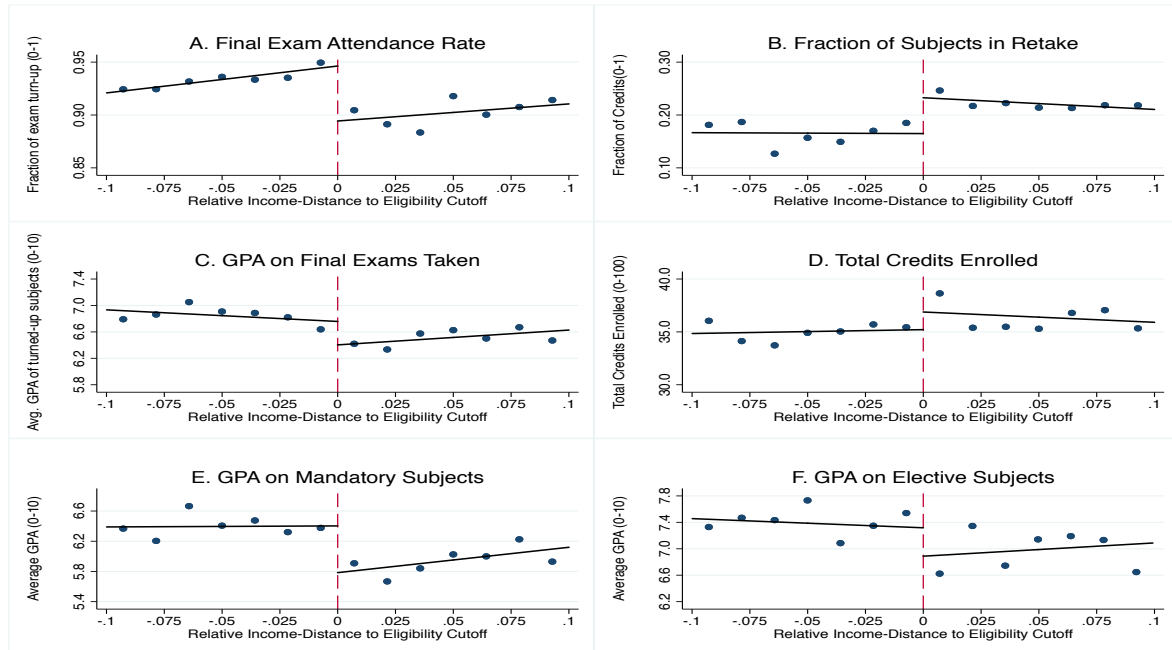 A. Final Exam Attendance Rate
Fraction of exam turn-up (0-1)
0.95
0.90
0.85
-.1 -.075 -.05 -.025 0 .025 .05 .075 .1
Relative Income-Distance to Eligibility Cutoff
B. Fraction of Subjects in Retake
Fraction of Credits(0-1)
0.30
0.20
0.10
-.1 -.075 -.05 -.025 0 .025 .05 .075 .1
Relative Income-Distance to Eligibility Cutoff
C. GPA on Final Exams Taken
Avg. GPA of turned-up subjects (0-10)
7.4
7.0
6.6
6.2
5.8
-.1 -.075 -.05 -.025 0 .025 .05 .075 .1
Relative Income-Distance to Eligibility Cutoff
D. Total Credits Enrolled
Total Credits Enrolled (0-100)
40.0
35.0
30.0
-.1 -.075 -.05 -.025 0 .025 .05 .075 .1
Relative Income-Distance to Eligibility Cutoff
E. GPA on Mandatory Subjects
Average GPA (0-10)
6.6
6.2
5.8
5.4
-.1 -.075 -.05 -.025 0 .025 .05 .075 .1
Relative Income-Distance to Eligibility Cutoff
F. GPA on Elective Subjects
Average GPA (0-10)
7.8
7.4
7.0
6.6
6.2
-.1 -.075 -.05 -.025 0 .025 .05 .075 .1
Relative Income-Distance to Eligibility Cutoff